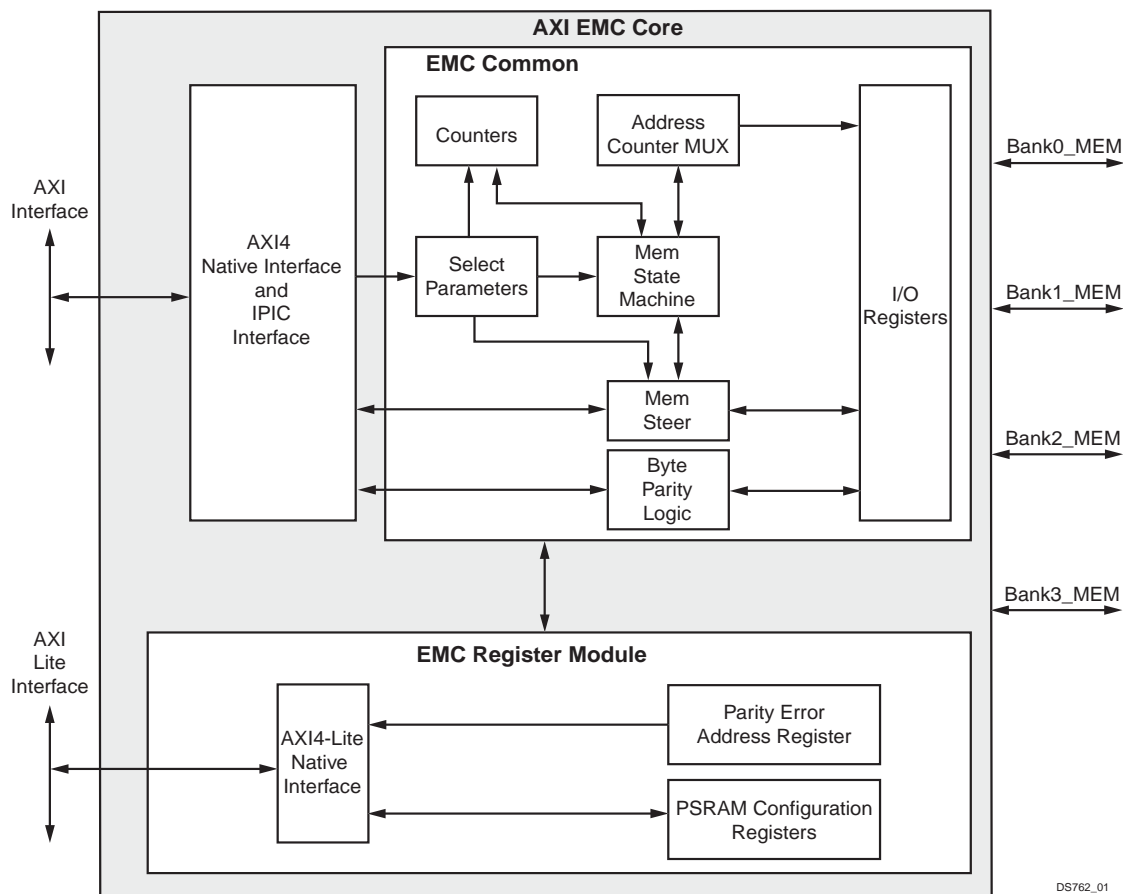 AXI EMC Core
EMC Common
Counters
Address
Counter MUX
Bank0_MEM
AXI
Interface
AXI4
Native Interface
and
IPIC
Interface
Select
Parameters
Mem
State
Machine
I/O
Registers
Bank1_MEM
Mem
Steer
Bank2_MEM
Byte
Parity
Logic
Bank3_MEM
AXI
Lite
Interface
EMC Register Module
AXI4-Lite
Native
Interface
Parity Error
Address Register
PSRAM Configuration
Registers
DS762_01